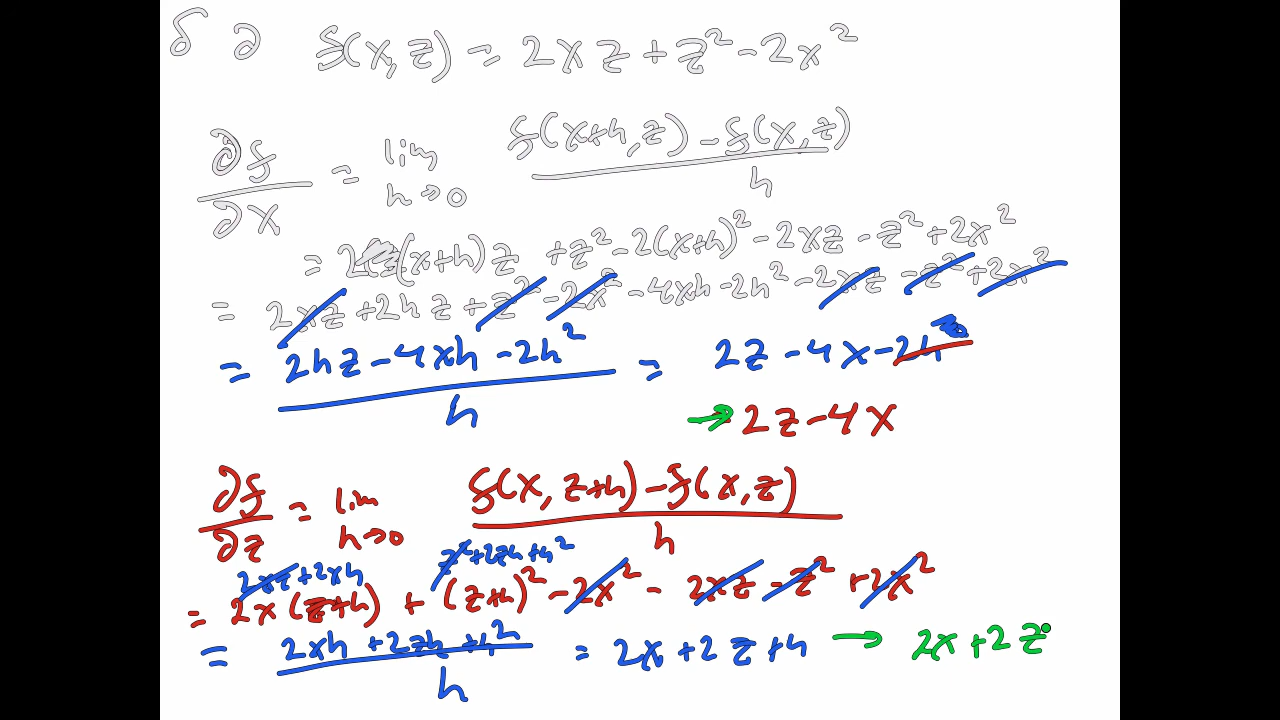 δ ∂ f(x,z) = 2xz + z² - 2x²
∂f/∂x = lim h→0 f(x+h,z) - f(x,z) / h
= 2(x+h)z + z² - 2(x+h)² - 2xz - z² + 2x²
= 2xz + 2hz + z² - 2x² - 4xh - 2h² - 2xz - z² + 2x²
= 2hz - 4xh - 2h² / h = 2z - 4x - 2h
→ 2z - 4x
∂f/∂z = lim h→0 f(x, z+h) - f(x,z) / h
2xz + 2xh z² + 2zh + h²
= 2x(z+h) + (z+h)² - 2x² - 2xz - z² + 2x²
= 2xh + 2zh + h² / h = 2x + 2z + h → 2x + 2z